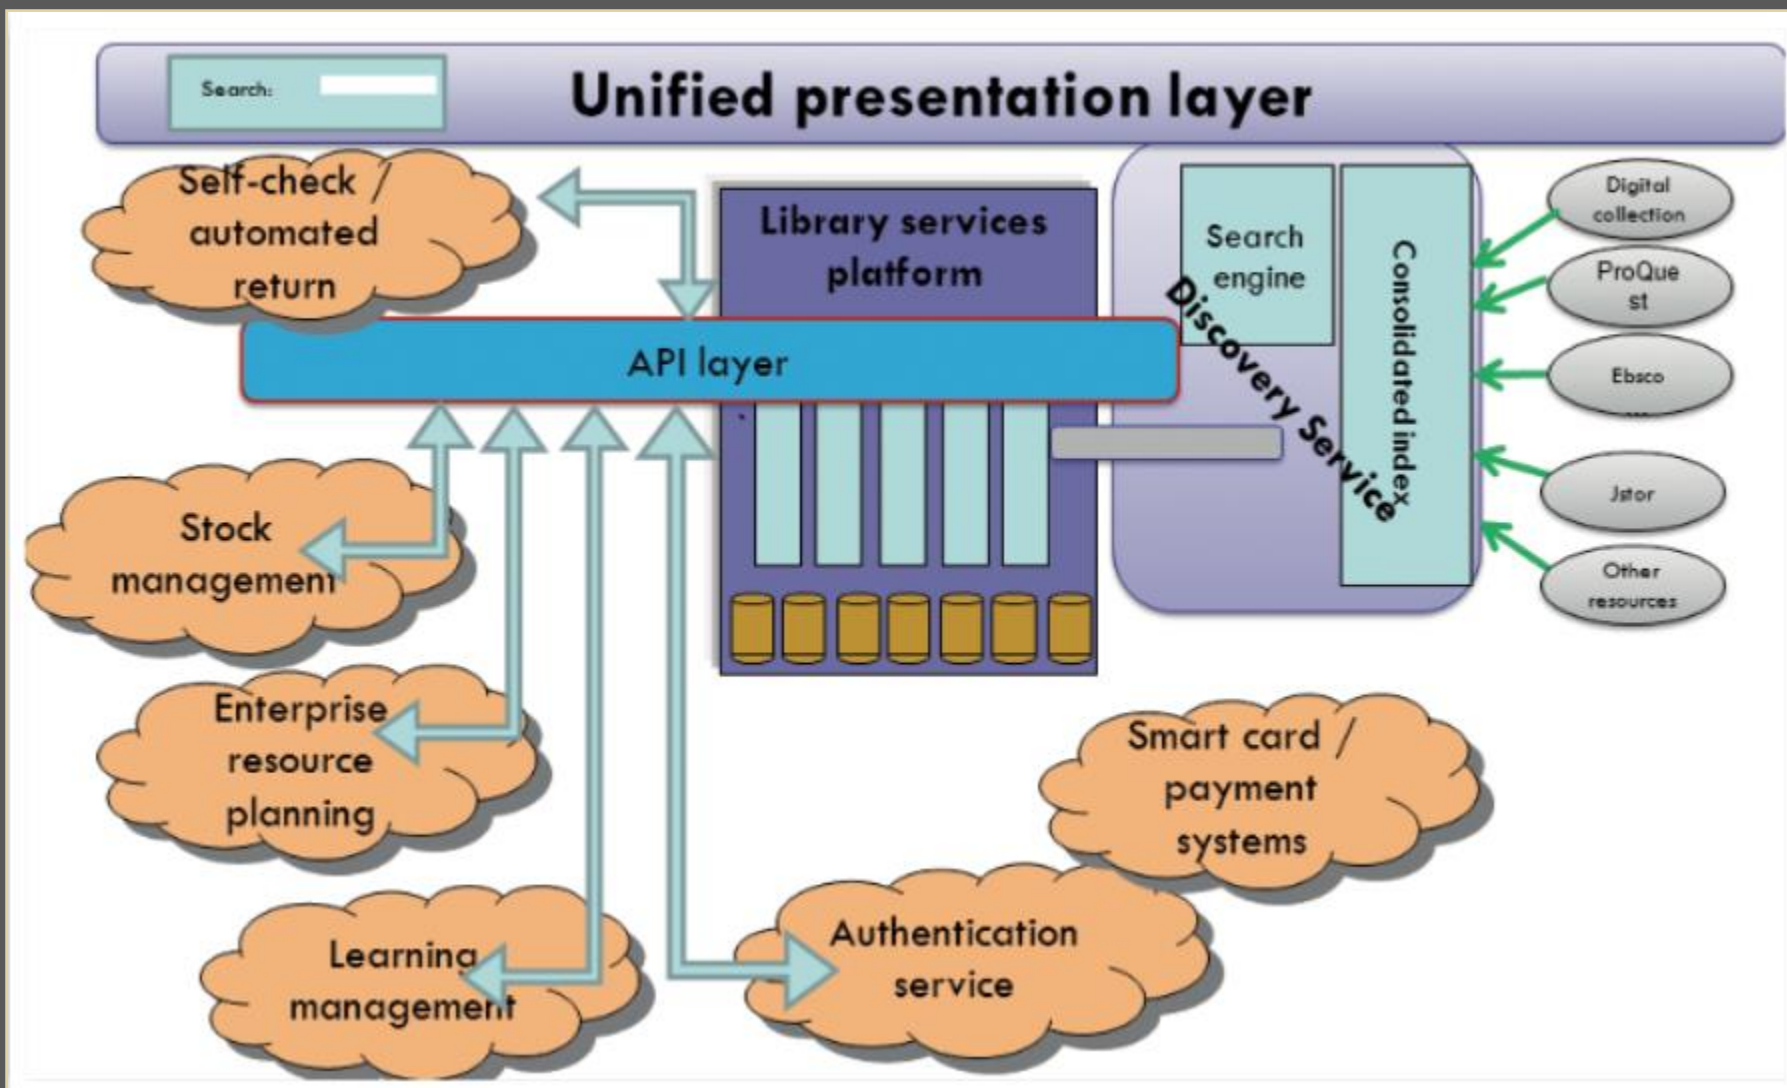 Search:
Unified presentation layer
Self-check /
automated
return
Library services
platform
API layer
Search
engine
Discovery Service
Consolidated index
Digital
collection
ProQue
st
Ebsco
...
Jstor
Other
resources
Stock
management
Enterprise
resource
planning
Learning
management
Authentication
service
Smart card /
payment
systems